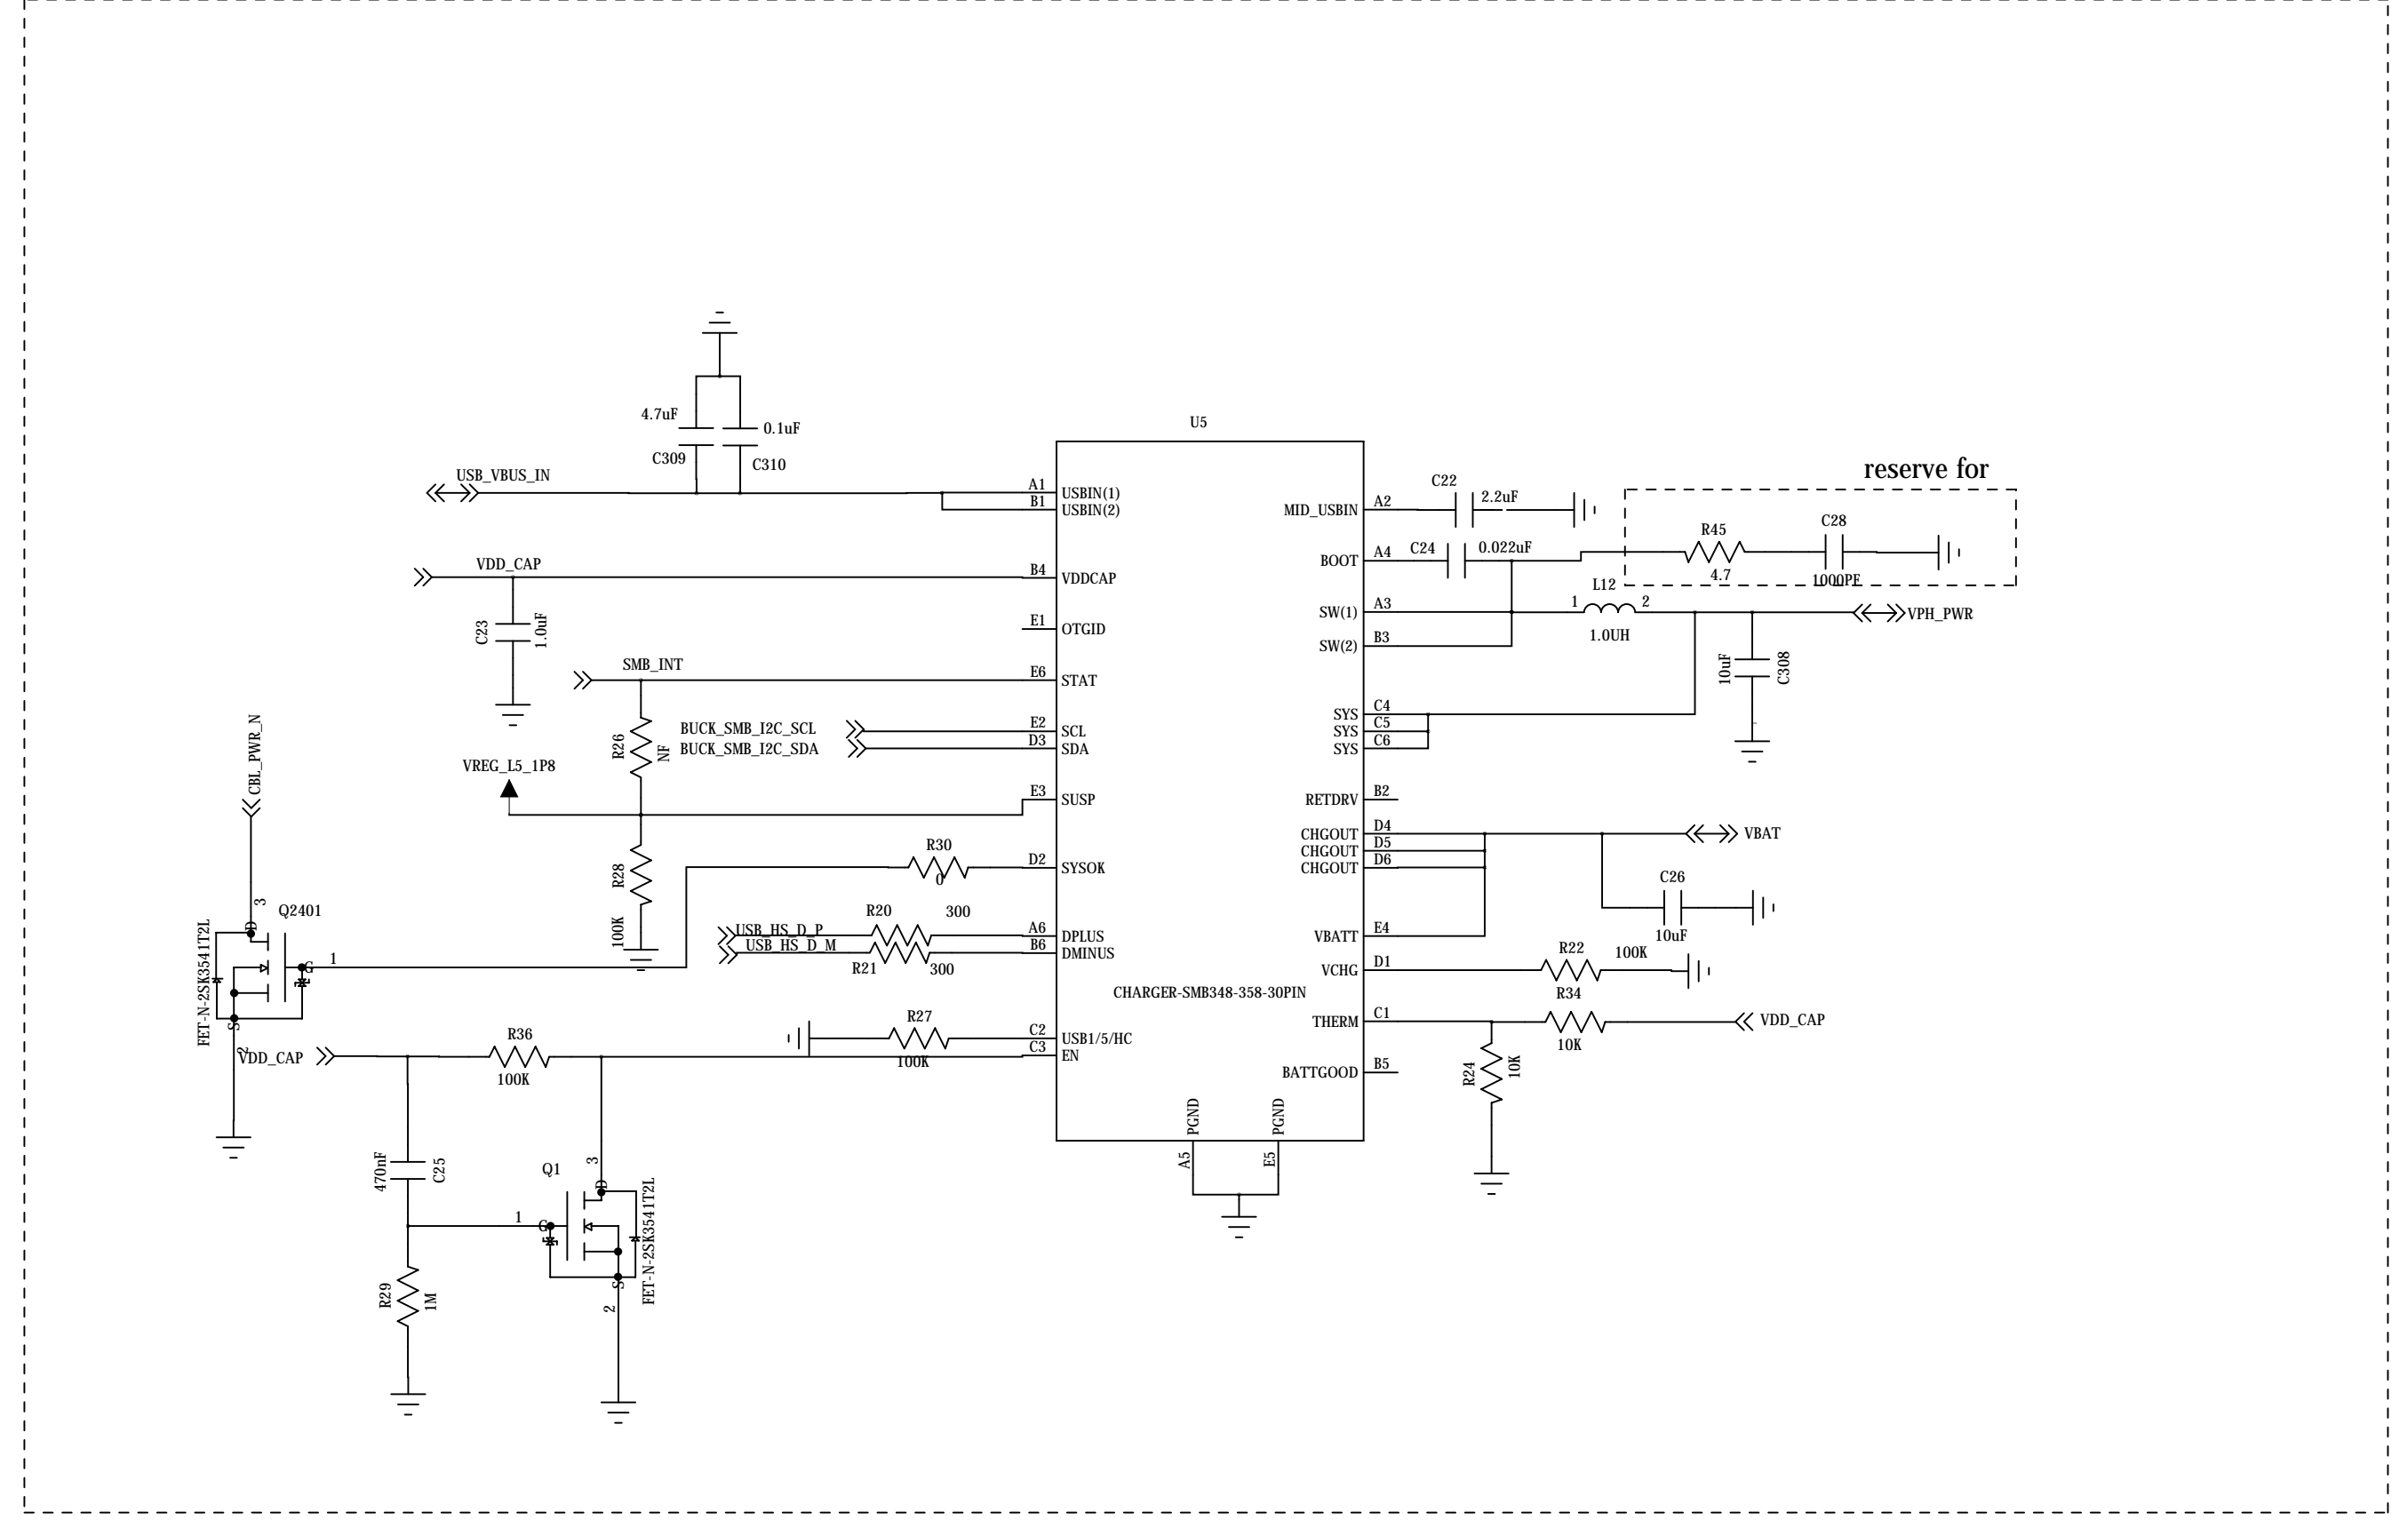 U5
4.7uF
0.1uF
C309
C310
USB_VBUS_IN
A1
USBIN(1)
B1
USBIN(2)
VDD_CAP
B4
VDDCAP
C23
1.0uF
E1
OTGID
SMB_INT
E6
STAT
R26
NF
BUCK_SMB_I2C_SCL
E2
SCL
BUCK_SMB_I2C_SDA
D3
SDA
VREG_L5_1P8
E3
SUSP
R28
100K
R30
0
D2
SYSOK
CBL_PWR_N
3
D
Q2401
G
1
S
2
FET-N-2SK3541T2L
USB_HS_D_P
R20
300
A6
DPLUS
USB_HS_D_M
R21
300
B6
DMINUS
R27
100K
C2
USB1/5/HC
VDD_CAP
R36
100K
C3
EN
470nF
C25
R29
1M
Q1
3
D
1
G
S
2
FET-N-2SK3541T2L
CHARGER-SMB348-358-30PIN
PGND
PGND
A5
E5
MID_USBIN
A2
C22
2.2uF
BOOT
A4
C24
0.022uF
reserve for
R45
4.7
C28
1000PF
SW(1)
A3
1
L12
2
1.0UH
VPH_PWR
SW(2)
B3
10uF
C308
SYS
C4
SYS
C5
SYS
C6
RETDRV
B2
CHGOUT
D4
VBAT
CHGOUT
D5
CHGOUT
D6
C26
10uF
VBATT
E4
VCHG
D1
R22
100K
THERM
C1
R34
10K
VDD_CAP
R24
10K
BATTGOOD
B5